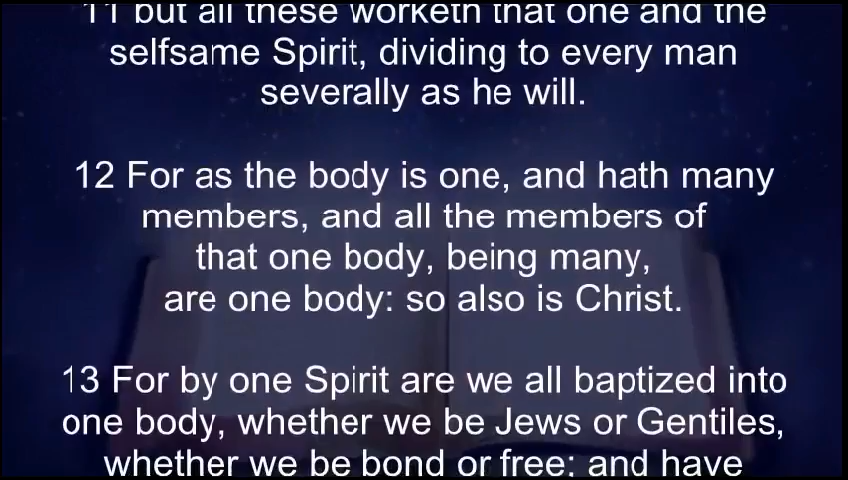 11 but all these worketh that one and the
selfsame Spirit, dividing to every man
severally as he will.
12 For as the body is one, and hath many
members, and all the members of
that one body, being many,
are one body: so also is Christ.
13 For by one Spirit are we all baptized into
one body, whether we be Jews or Gentiles,
whether we be bond or free; and have